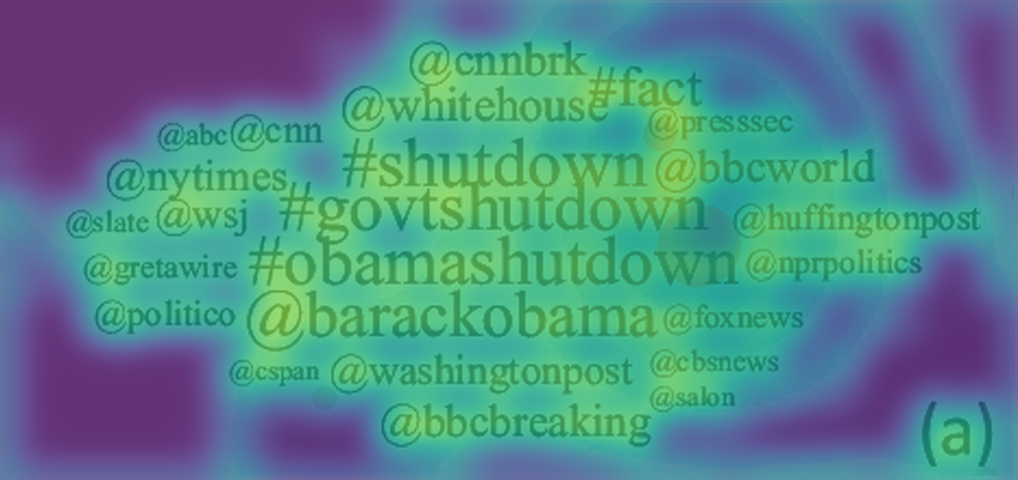 @cnnbrk
@whitehouse #fact
@abc @cnn @presssec
#shutdown @bbcworld
@nytimes
@slate @wsj #govtshutdown @huffingtonpost
@gretawire #obamashutdown @nprpolitics
@politico @barackobama @foxnews
@cspan @washingtonpost @cbsnews
@salon
@bbcbreaking
(a)